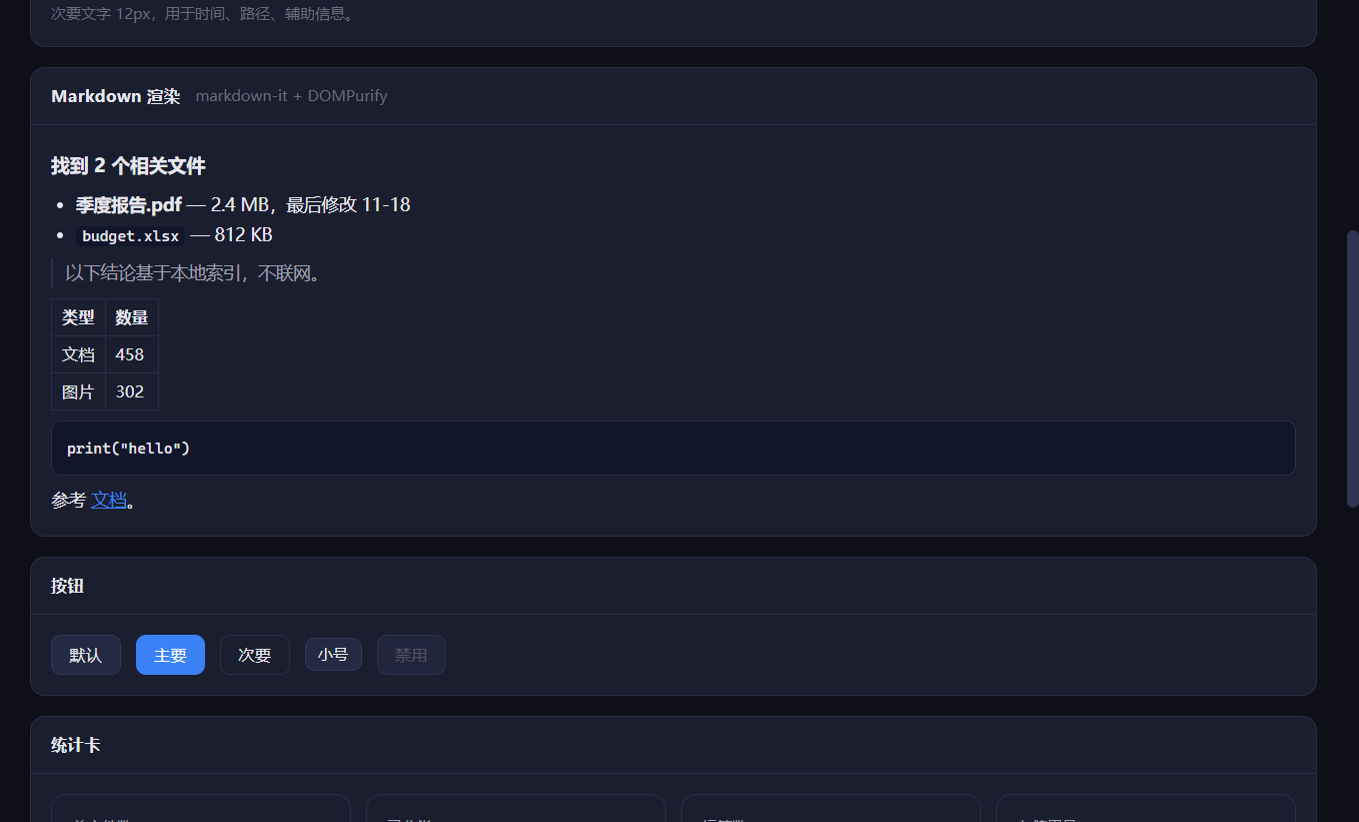 次要文字 12px，用于时间、路径、辅助信息。
Markdown 渲染 markdown-it + DOMPurify
找到 2 个相关文件
季度报告.pdf — 2.4 MB，最后修改 11-18
budget.xlsx — 812 KB
以下结论基于本地索引，不联网。
类型 数量
文档 458
图片 302
print("hello")
参考 文档。
按钮
默认 主要 次要 小号 禁用
统计卡